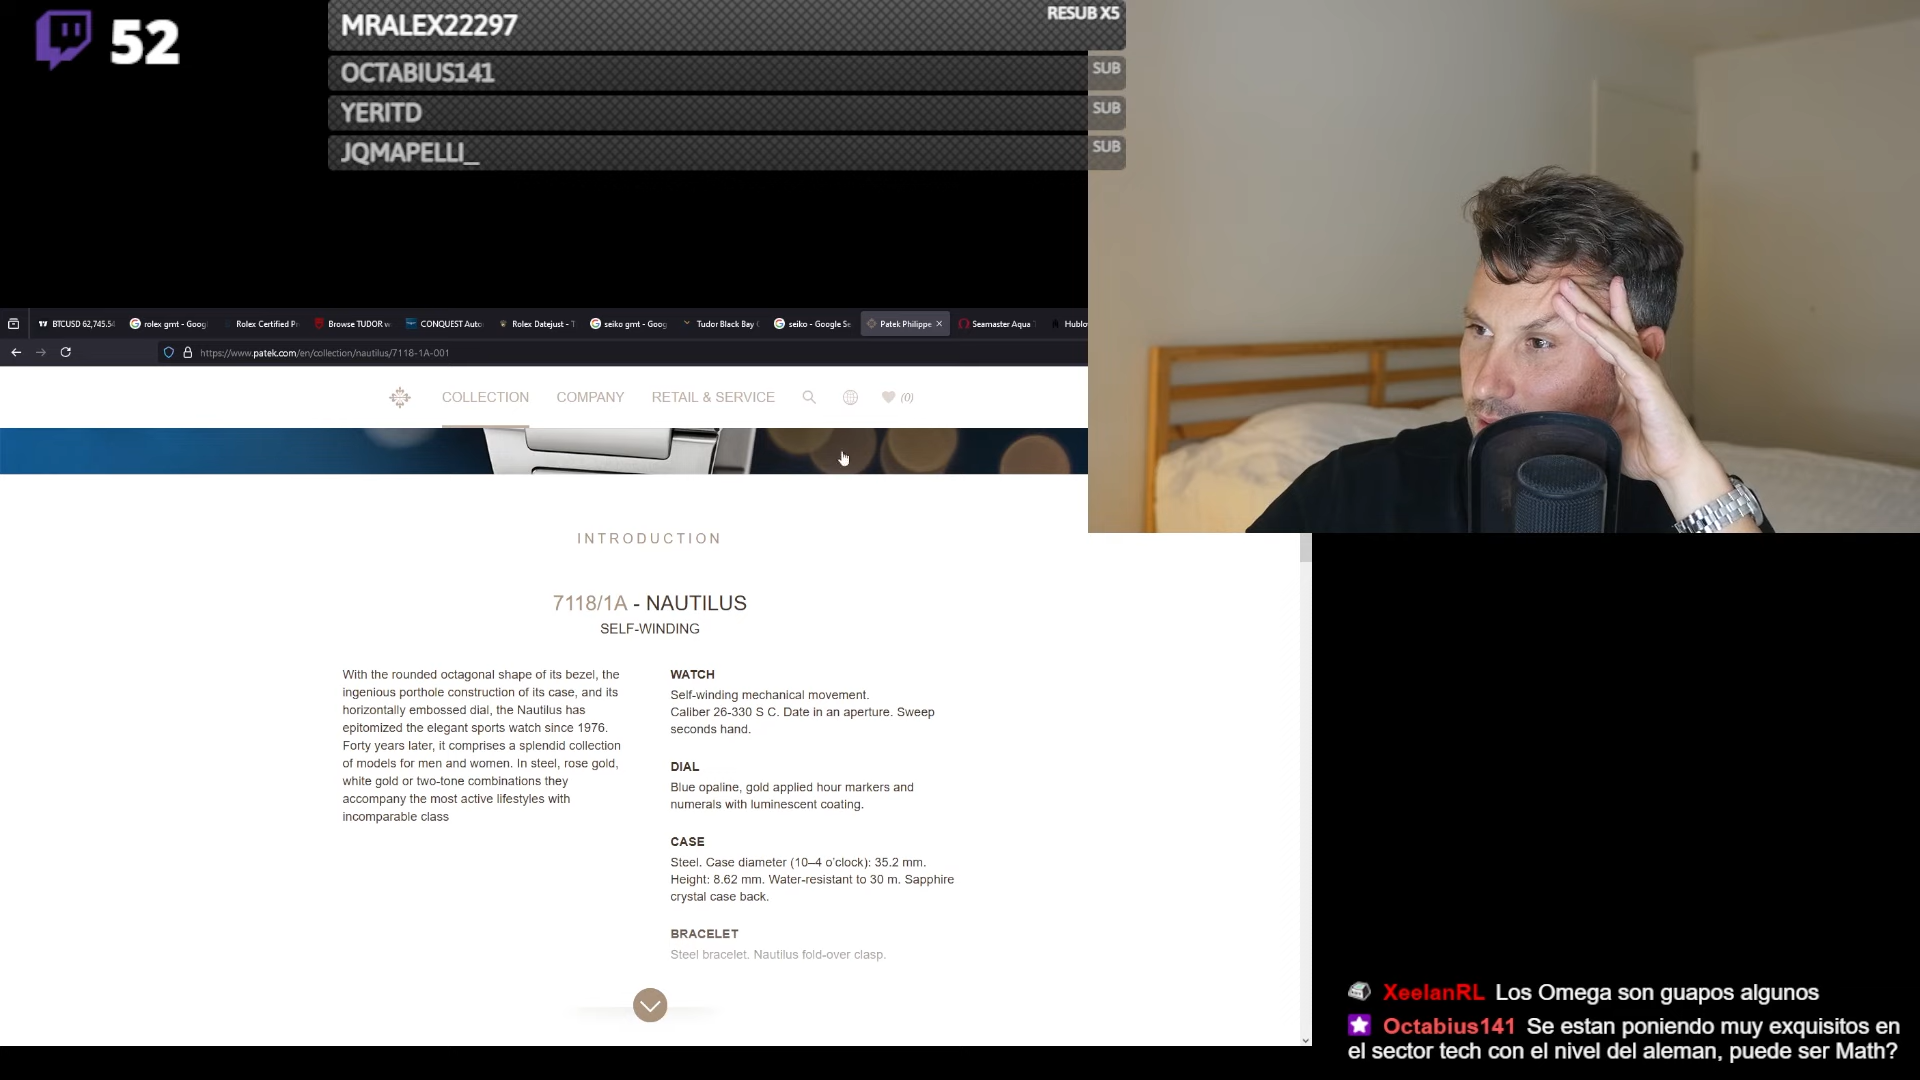 52
MRALEX22297
RESUB X5
OCTABIUS141
SUB
YERITD
SUB
JQMAPELLI_
SUB
BTCUSD 62,745.5
rolex gmt - Goog
Rolex Certified P
Browse TUDOR w
CONQUEST Auto
Rolex Datejust - T
seiko gmt - Goog
Tudor Black Bay
seiko - Google Se
Patek Philippe
Seamaster Aqua
Hublo
https://www.patek.com/en/collection/nautilus/7118-1A-001
COLLECTION
COMPANY
RETAIL & SERVICE
(0)
INTRODUCTION
7118/1A - NAUTILUS
SELF-WINDING
With the rounded octagonal shape of its bezel, the
ingenious porthole construction of its case, and its
horizontally embossed dial, the Nautilus has
epitomized the elegant sports watch since 1976.
Forty years later, it comprises a splendid collection
of models for men and women. In steel, rose gold,
white gold or two-tone combinations they
accompany the most active lifestyles with
incomparable class
WATCH
Self-winding mechanical movement.
Caliber 26-330 S C. Date in an aperture. Sweep
seconds hand.
DIAL
Blue opaline, gold applied hour markers and
numerals with luminescent coating.
CASE
Steel. Case diameter (10–4 o'clock): 35.2 mm.
Height: 8.62 mm. Water-resistant to 30 m. Sapphire
crystal case back.
BRACELET
Steel bracelet. Nautilus fold-over clasp.
XeelanRL Los Omega son guapos algunos
Octabius141 Se estan poniendo muy exquisitos en
el sector tech con el nivel del aleman, puede ser Math?